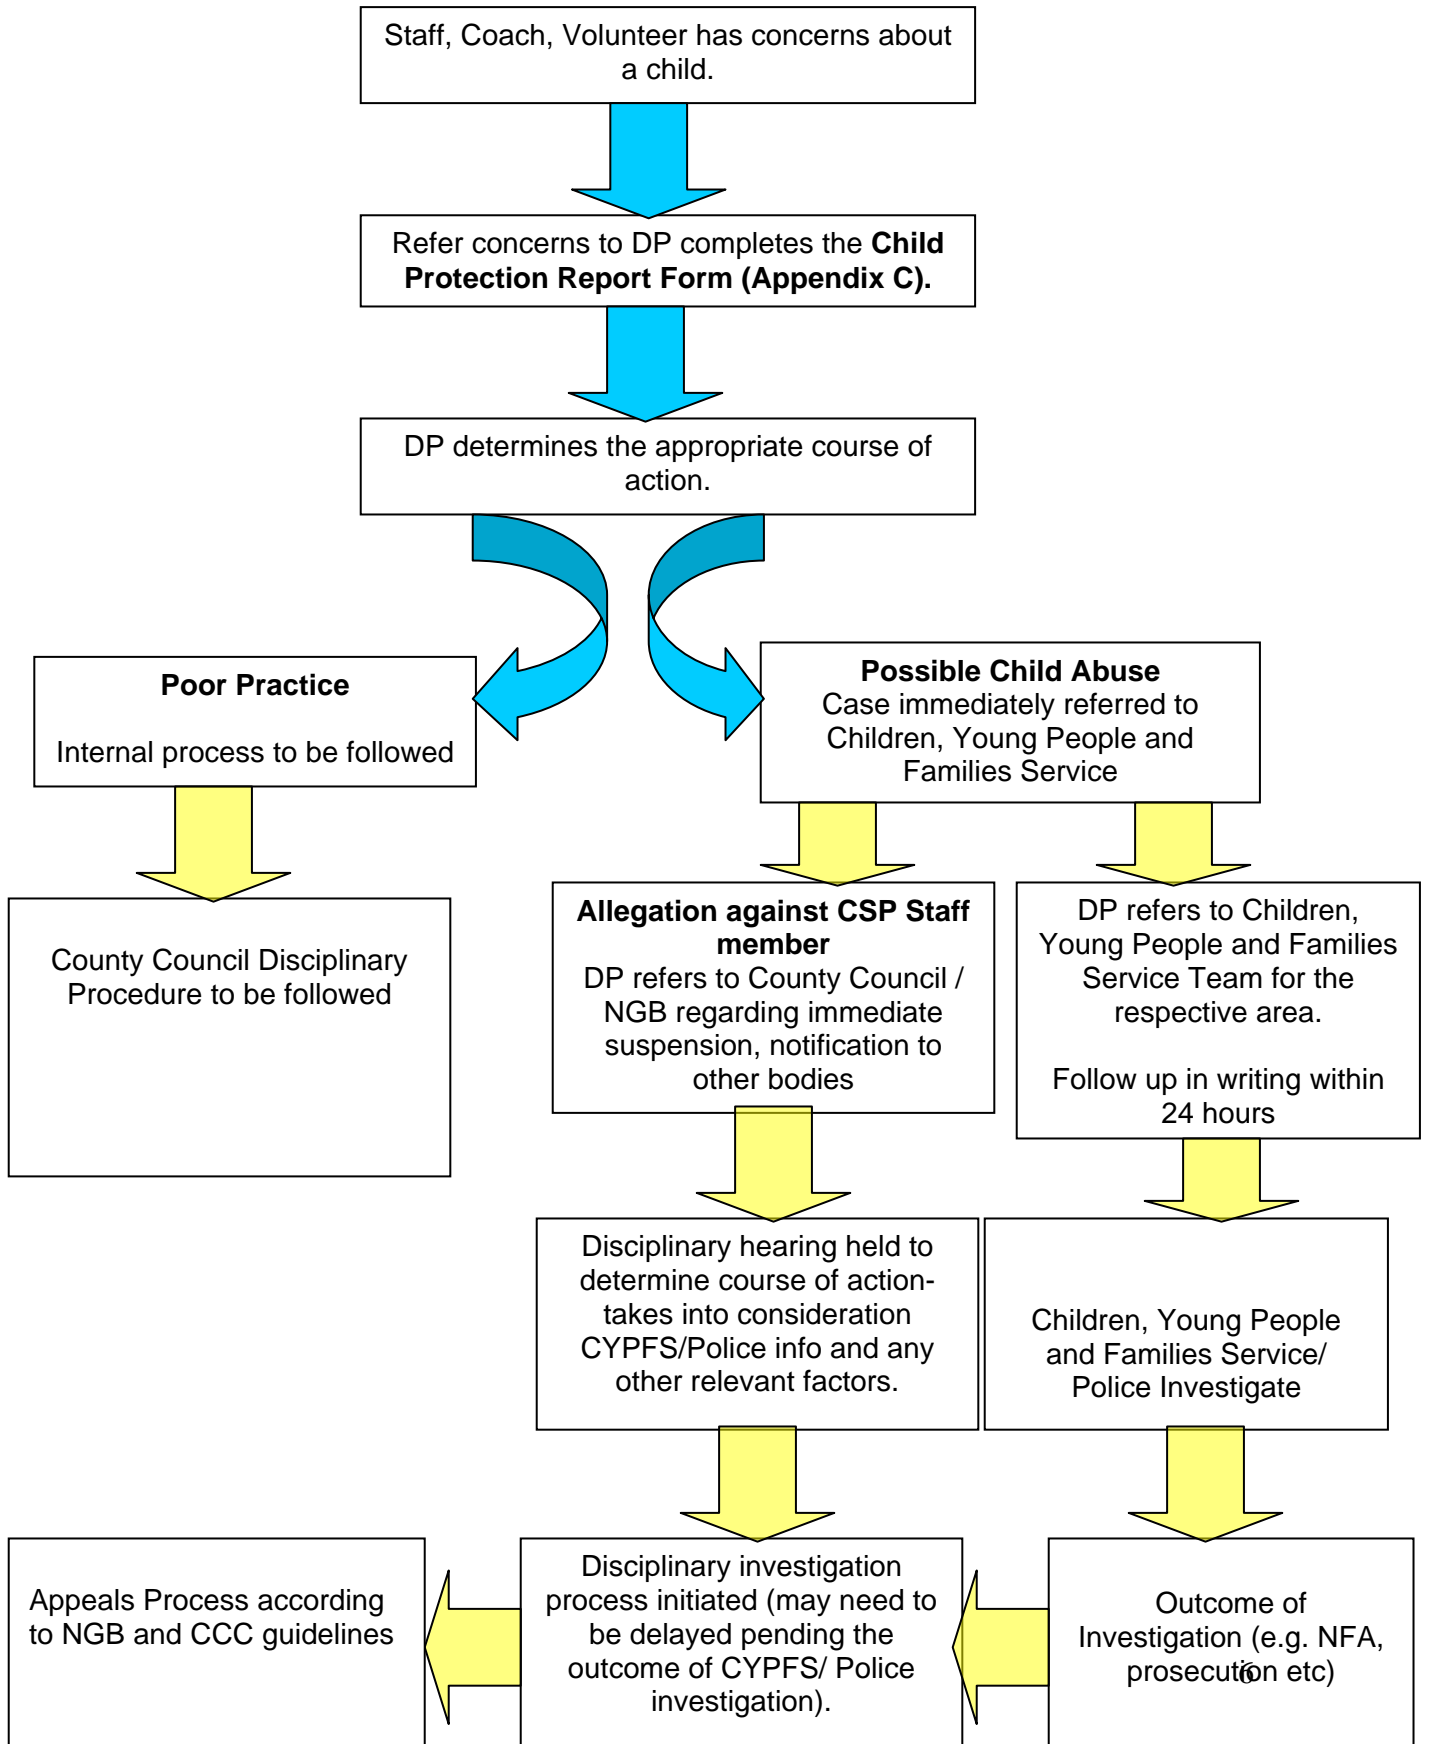 Staff, Coach, Volunteer has concerns about
a child.
Refer concerns to DP completes the Child
Protection Report Form (Appendix C).
DP determines the appropriate course of
action.
Poor Practice
Internal process to be followed
Possible Child Abuse
Case immediately referred to
Children, Young People and
Families Service
County Council Disciplinary
Procedure to be followed
Allegation against CSP Staff
member
DP refers to County Council /
NGB regarding immediate
suspension, notification to
other bodies
DP refers to Children,
Young People and Families
Service Team for the
respective area.
Follow up in writing within
24 hours
Disciplinary hearing held to
determine course of action-
takes into consideration
CYPFS/Police info and any
other relevant factors.
Children, Young People
and Families Service/
Police Investigate
Appeals Process according
to NGB and CCC guidelines
Disciplinary investigation
process initiated (may need to
be delayed pending the
outcome of CYPFS/ Police
investigation).
Outcome of
Investigation (e.g. NFA,
prosecution etc)
6